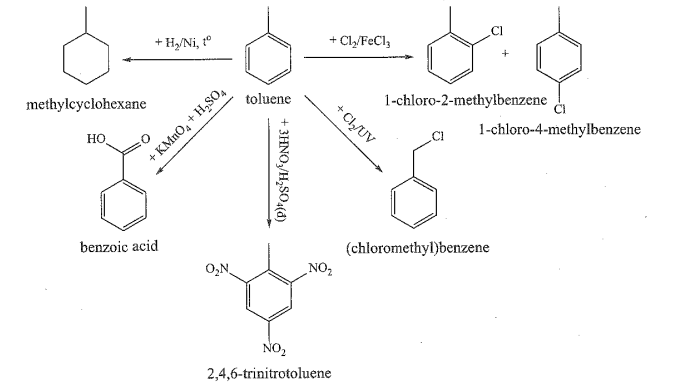 + H₂/Ni, t°
+ Cl₂/FeCl₃
Cl
+
methylcyclohexane
toluene
1-chloro-2-methylbenzene
Cl
1-chloro-4-methylbenzene
+ KMnO₄ + H₂SO₄
+ 3HNO₃/H₂SO₄(d)
+ Cl₂/UV
HO
O
Cl
benzoic acid
(chloromethyl)benzene
O₂N
NO₂
NO₂
2,4,6-trinitrotoluene